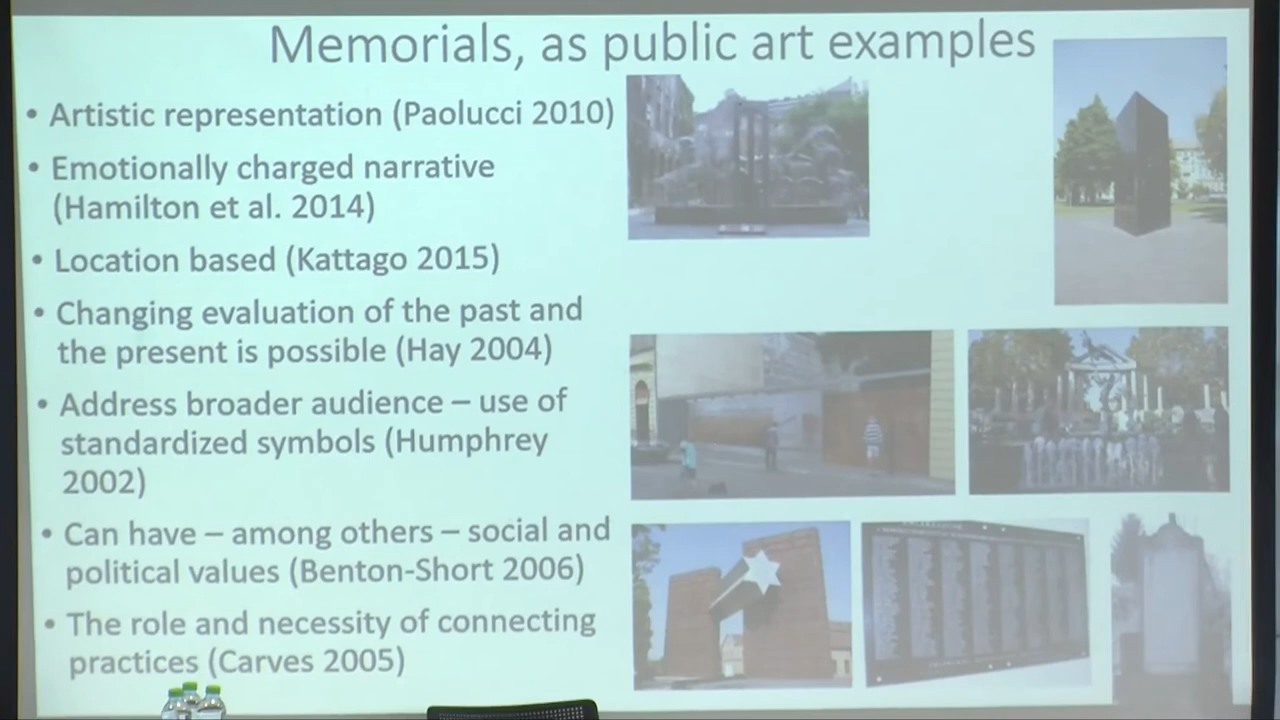 Memorials, as public art examples
• Artistic representation (Paolucci 2010)
• Emotionally charged narrative
(Hamilton et al. 2014)
• Location based (Kattago 2015)
• Changing evaluation of the past and
the present is possible (Hay 2004)
• Address broader audience – use of
standardized symbols (Humphrey
2002)
• Can have – among others – social and
political values (Benton-Short 2006)
• The role and necessity of connecting
practices (Carves 2005)